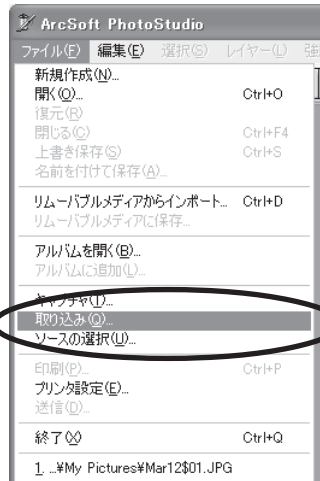 ArcSoft PhotoStudio
ファイル(F) 編集(E) 選択(S) レイヤー(L) 強
新規作成(N)...
開く(O)... Ctrl+O
復元(R)
閉じる(C) Ctrl+F4
上書き保存(S) Ctrl+S
名前を付けて保存(A)...
リムーバブルメディアからインポート... Ctrl+D
リムーバブルメディアに保存...
アルバムを開く(B)...
アルバムに追加(L)...
キャプチャ(T)...
取り込み(Q)...
ソースの選択(U)...
印刷(P)... Ctrl+P
プリンタ設定(E)...
送信(D)...
終了(X) Ctrl+Q
1. ...¥My Pictures¥Mar12$01.JPG